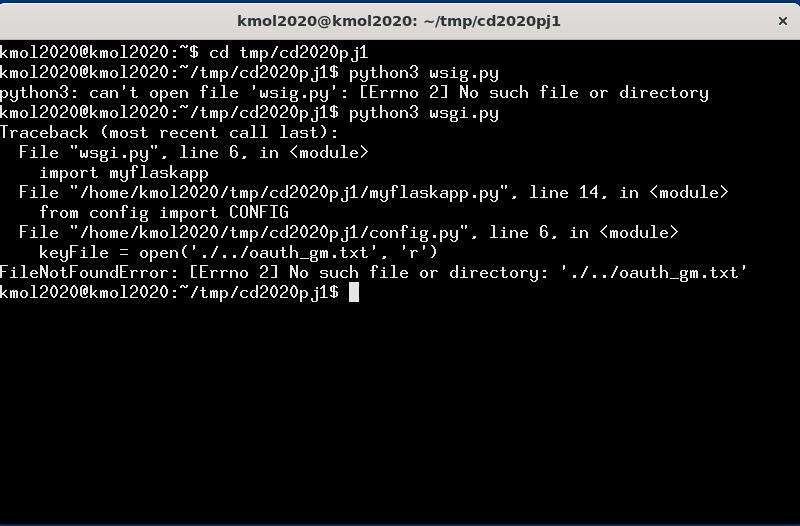 kmol2020@kmol2020: ~/tmp/cd2020pj1
kmol2020@kmol2020:~$ cd tmp/cd2020pj1
kmol2020@kmol2020:~/tmp/cd2020pj1$ python3 wsig.py
python3: can't open file 'wsig.py': [Errno 2] No such file or directory
kmol2020@kmol2020:~/tmp/cd2020pj1$ python3 wsgi.py
Traceback (most recent call last):
  File "wsgi.py", line 6, in <module>
    import myflaskapp
  File "/home/kmol2020/tmp/cd2020pj1/myflaskapp.py", line 14, in <module>
    from config import CONFIG
  File "/home/kmol2020/tmp/cd2020pj1/config.py", line 6, in <module>
    keyFile = open('./../oauth_gm.txt', 'r')
FileNotFoundError: [Errno 2] No such file or directory: './../oauth_gm.txt'
kmol2020@kmol2020:~/tmp/cd2020pj1$